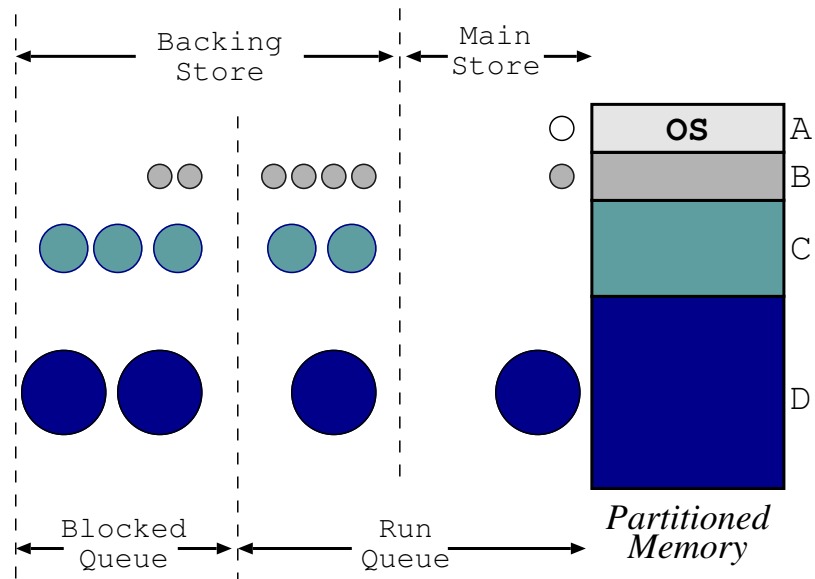 Backing
Store
Main
Store
OS
A
B
C
D
Blocked
Queue
Run
Queue
Partitioned
Memory